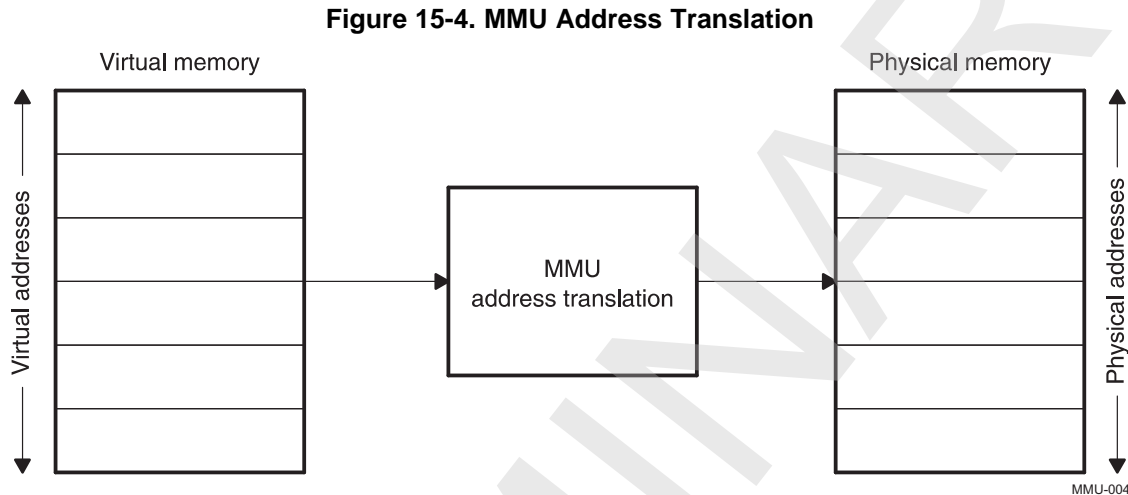 Figure 15-4. MMU Address Translation
Virtual memory
Physical memory
Virtual addresses
MMU
address translation
Physical addresses
MMU-004
MINAR